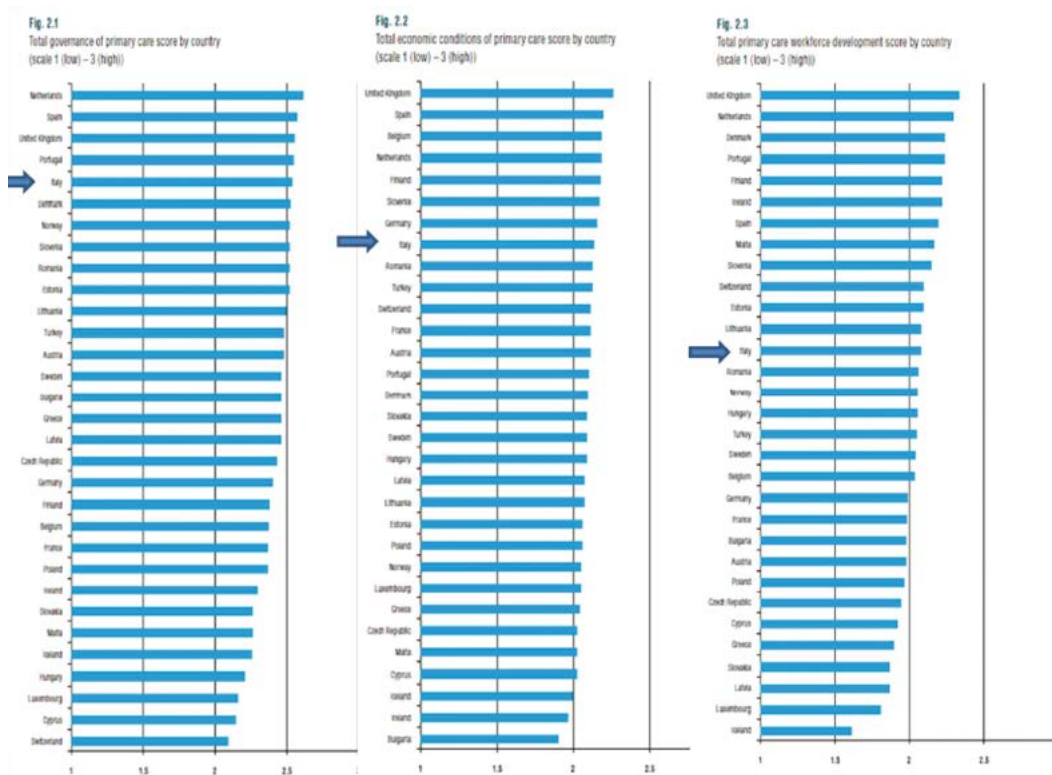 Fig. 2.1
Total governance of primary care score by country
(scale 1 (low) – 3 (high))
Netherlands
Spain
United Kingdom
Portugal
Italy
Denmark
Norway
Slovenia
Romania
Estonia
Lithuania
Turkey
Austria
Sweden
Bulgaria
Greece
Latvia
Czech Republic
Germany
Finland
Belgium
France
Poland
Ireland
Slovakia
Malta
Iceland
Hungary
Luxembourg
Cyprus
Switzerland
1 1.5 2 2.5
Fig. 2.2
Total economic conditions of primary care score by country
(scale 1 (low) – 3 (high))
United Kingdom
Spain
Belgium
Netherlands
Finland
Slovenia
Germany
Italy
Romania
Turkey
Switzerland
France
Austria
Portugal
Denmark
Slovakia
Sweden
Hungary
Latvia
Lithuania
Estonia
Poland
Norway
Luxembourg
Greece
Czech Republic
Malta
Cyprus
Iceland
Ireland
Bulgaria
1 1.5 2 2.5
Fig. 2.3
Total primary care workforce development score by country
(scale 1 (low) – 3 (high))
United Kingdom
Netherlands
Denmark
Portugal
Finland
Ireland
Spain
Malta
Slovenia
Switzerland
Estonia
Lithuania
Italy
Romania
Norway
Hungary
Turkey
Sweden
Belgium
Germany
France
Bulgaria
Austria
Poland
Czech Republic
Cyprus
Greece
Slovakia
Latvia
Luxembourg
Iceland
1 1.5 2 2.5